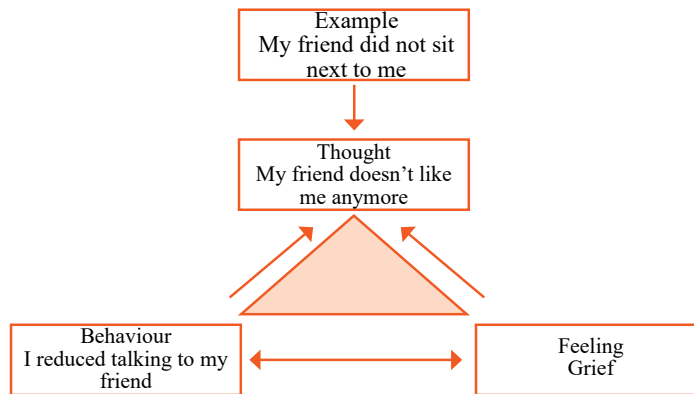 Example
My friend did not sit
next to me
Thought
My friend doesn’t like
me anymore
Behaviour
I reduced talking to my
friend
Feeling
Grief